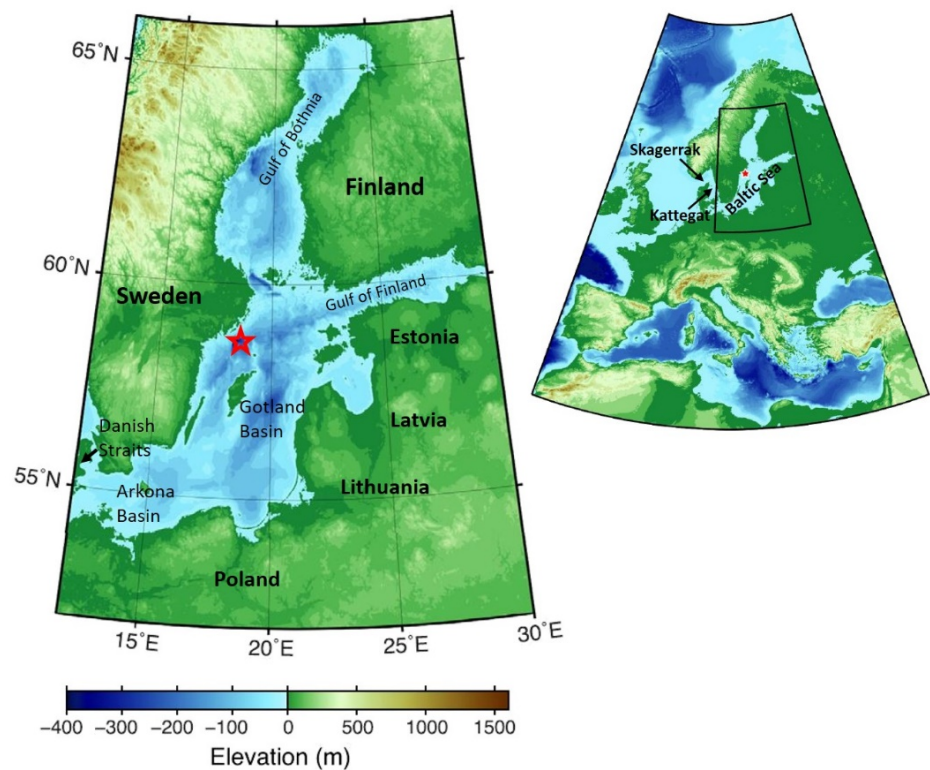 65°N
Gulf of Bothnia
Finland
60°N
Sweden
Gulf of Finland
Estonia
Gotland
Basin
Danish
Straits
Latvia
55°N
Arkona
Basin
Lithuania
Poland
15°E
20°E
25°E
30°E
−400 −300 −200 −100 0 500 1000 1500
Elevation (m)
Skagerrak
Kattegat
Baltic Sea